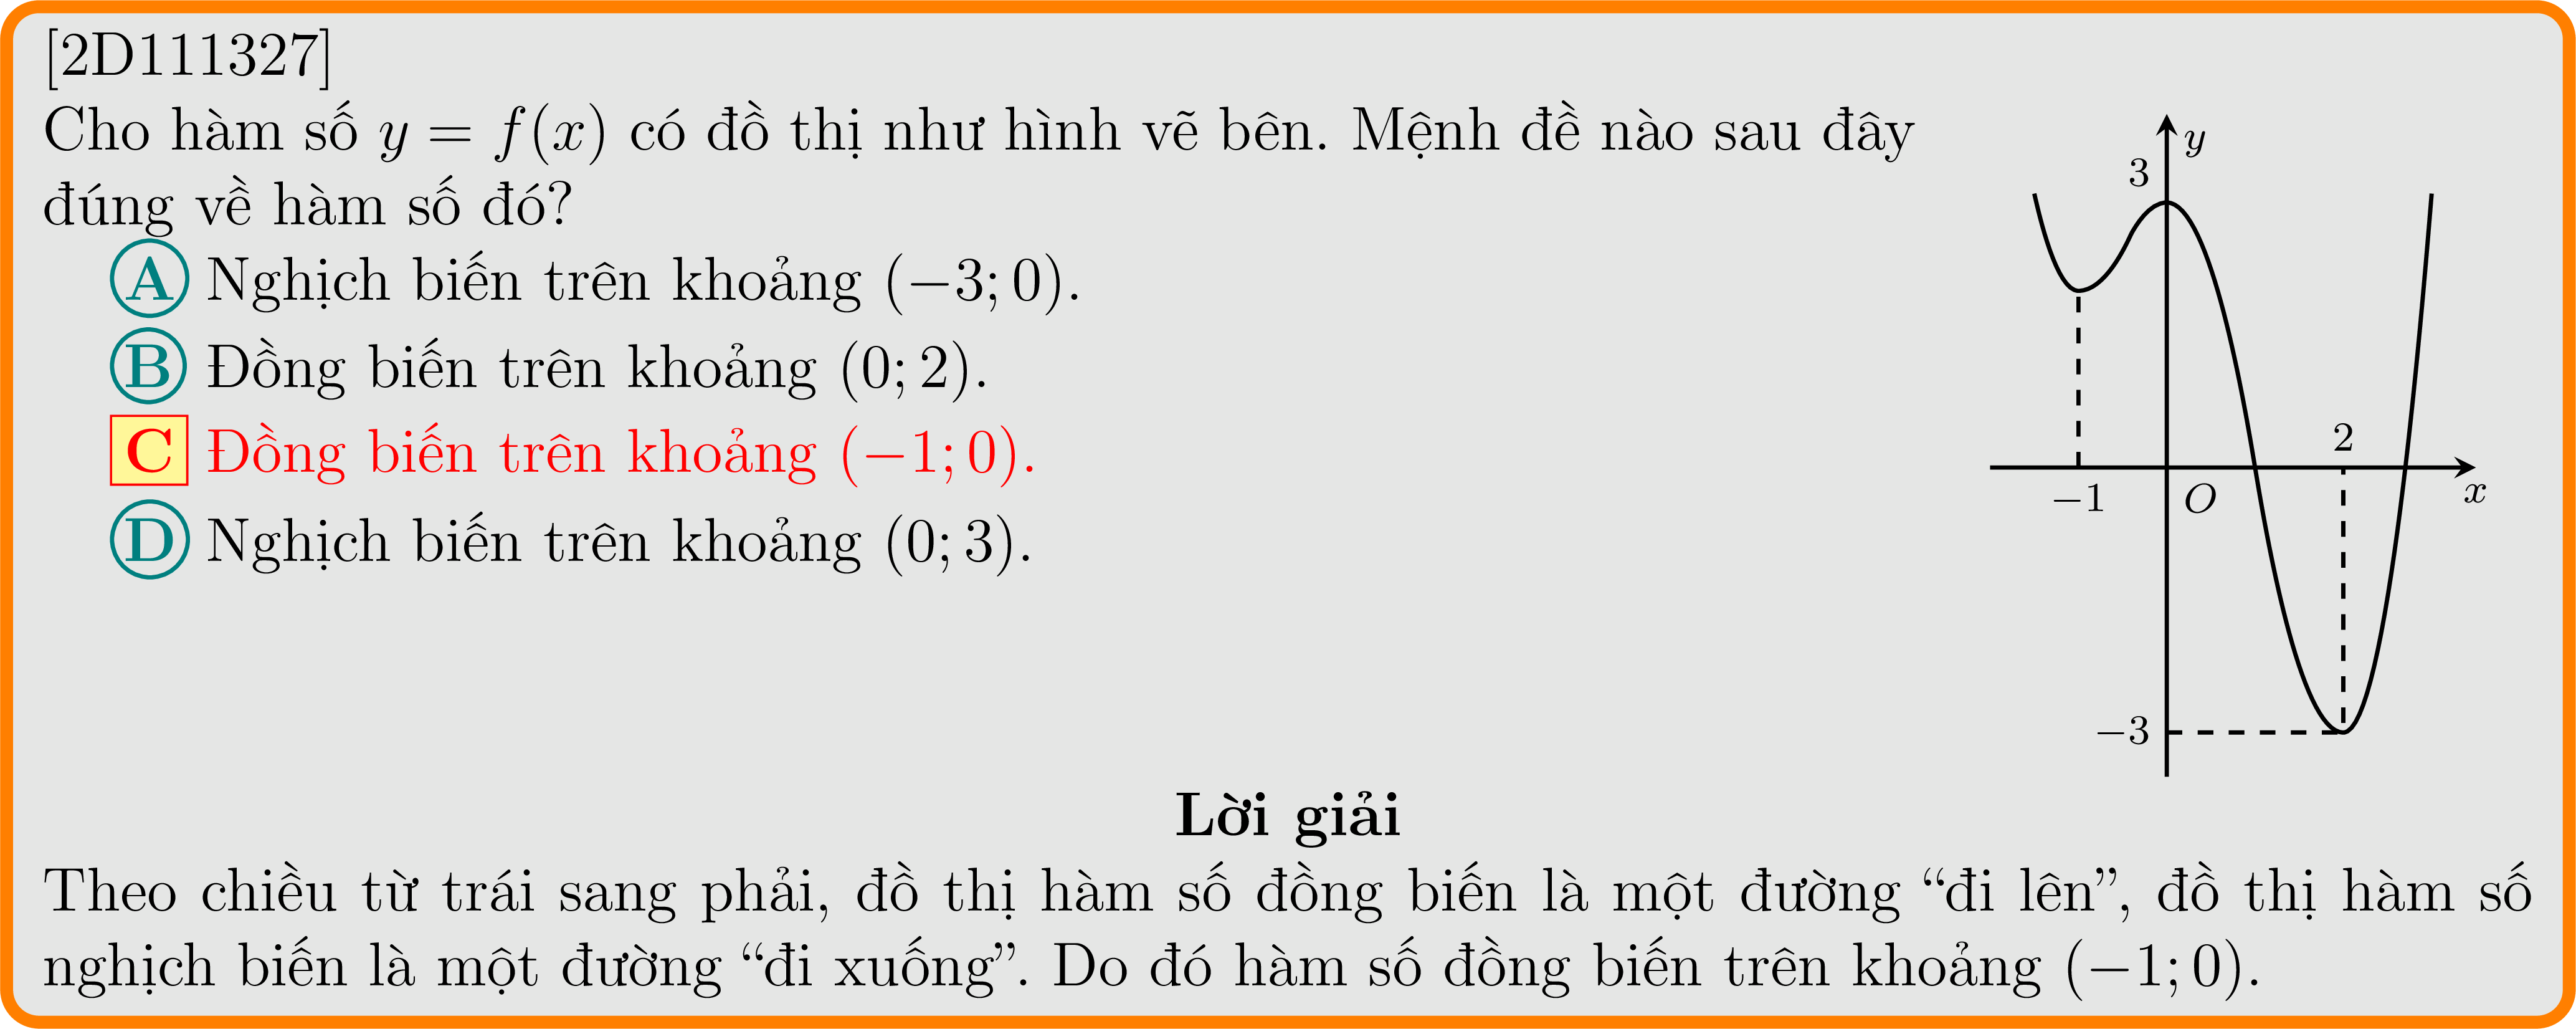 [2D111327]
Cho hàm số y = f(x) có đồ thị như hình vẽ bên. Mệnh đề nào sau đây
đúng về hàm số đó?
A Nghịch biến trên khoảng (−3; 0).
B Đồng biến trên khoảng (0; 2).
C Đồng biến trên khoảng (−1; 0).
D Nghịch biến trên khoảng (0; 3).
y
3
2
−1
O
x
−3
Lời giải
Theo chiều từ trái sang phải, đồ thị hàm số đồng biến là một đường “đi lên”, đồ thị hàm số
nghịch biến là một đường “đi xuống”. Do đó hàm số đồng biến trên khoảng (−1; 0).